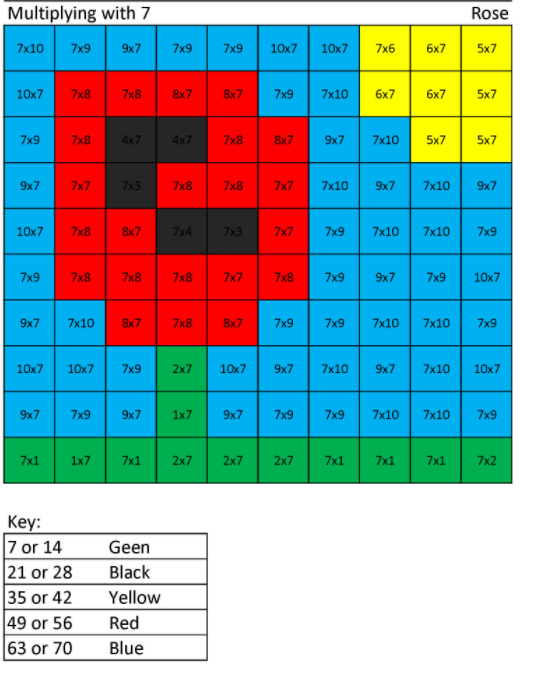 Multiplying with 7 Rose
7x10 7x9 9x7 7x9 7x9 10x7 10x7 7x6 6x7 5x7
10x7 7x8 7x8 8x7 8x7 7x9 7x10 6x7 6x7 5x7
7x9 7x8 4x7 4x7 7x8 8x7 9x7 7x10 5x7 5x7
9x7 7x7 7x3 7x8 7x8 7x7 7x10 9x7 7x10 9x7
10x7 7x8 8x7 7x4 7x3 7x7 7x9 7x10 7x10 7x9
7x9 7x8 7x8 7x8 7x7 7x8 7x9 9x7 7x9 10x7
9x7 7x10 8x7 7x8 8x7 7x9 7x9 7x10 7x10 7x9
10x7 10x7 7x9 2x7 10x7 9x7 7x10 9x7 7x10 10x7
9x7 7x9 9x7 1x7 9x7 7x9 7x9 7x10 7x10 7x9
7x1 1x7 7x1 2x7 2x7 2x7 7x1 7x1 7x1 7x2
Key:
7 or 14 Geen
21 or 28 Black
35 or 42 Yellow
49 or 56 Red
63 or 70 Blue